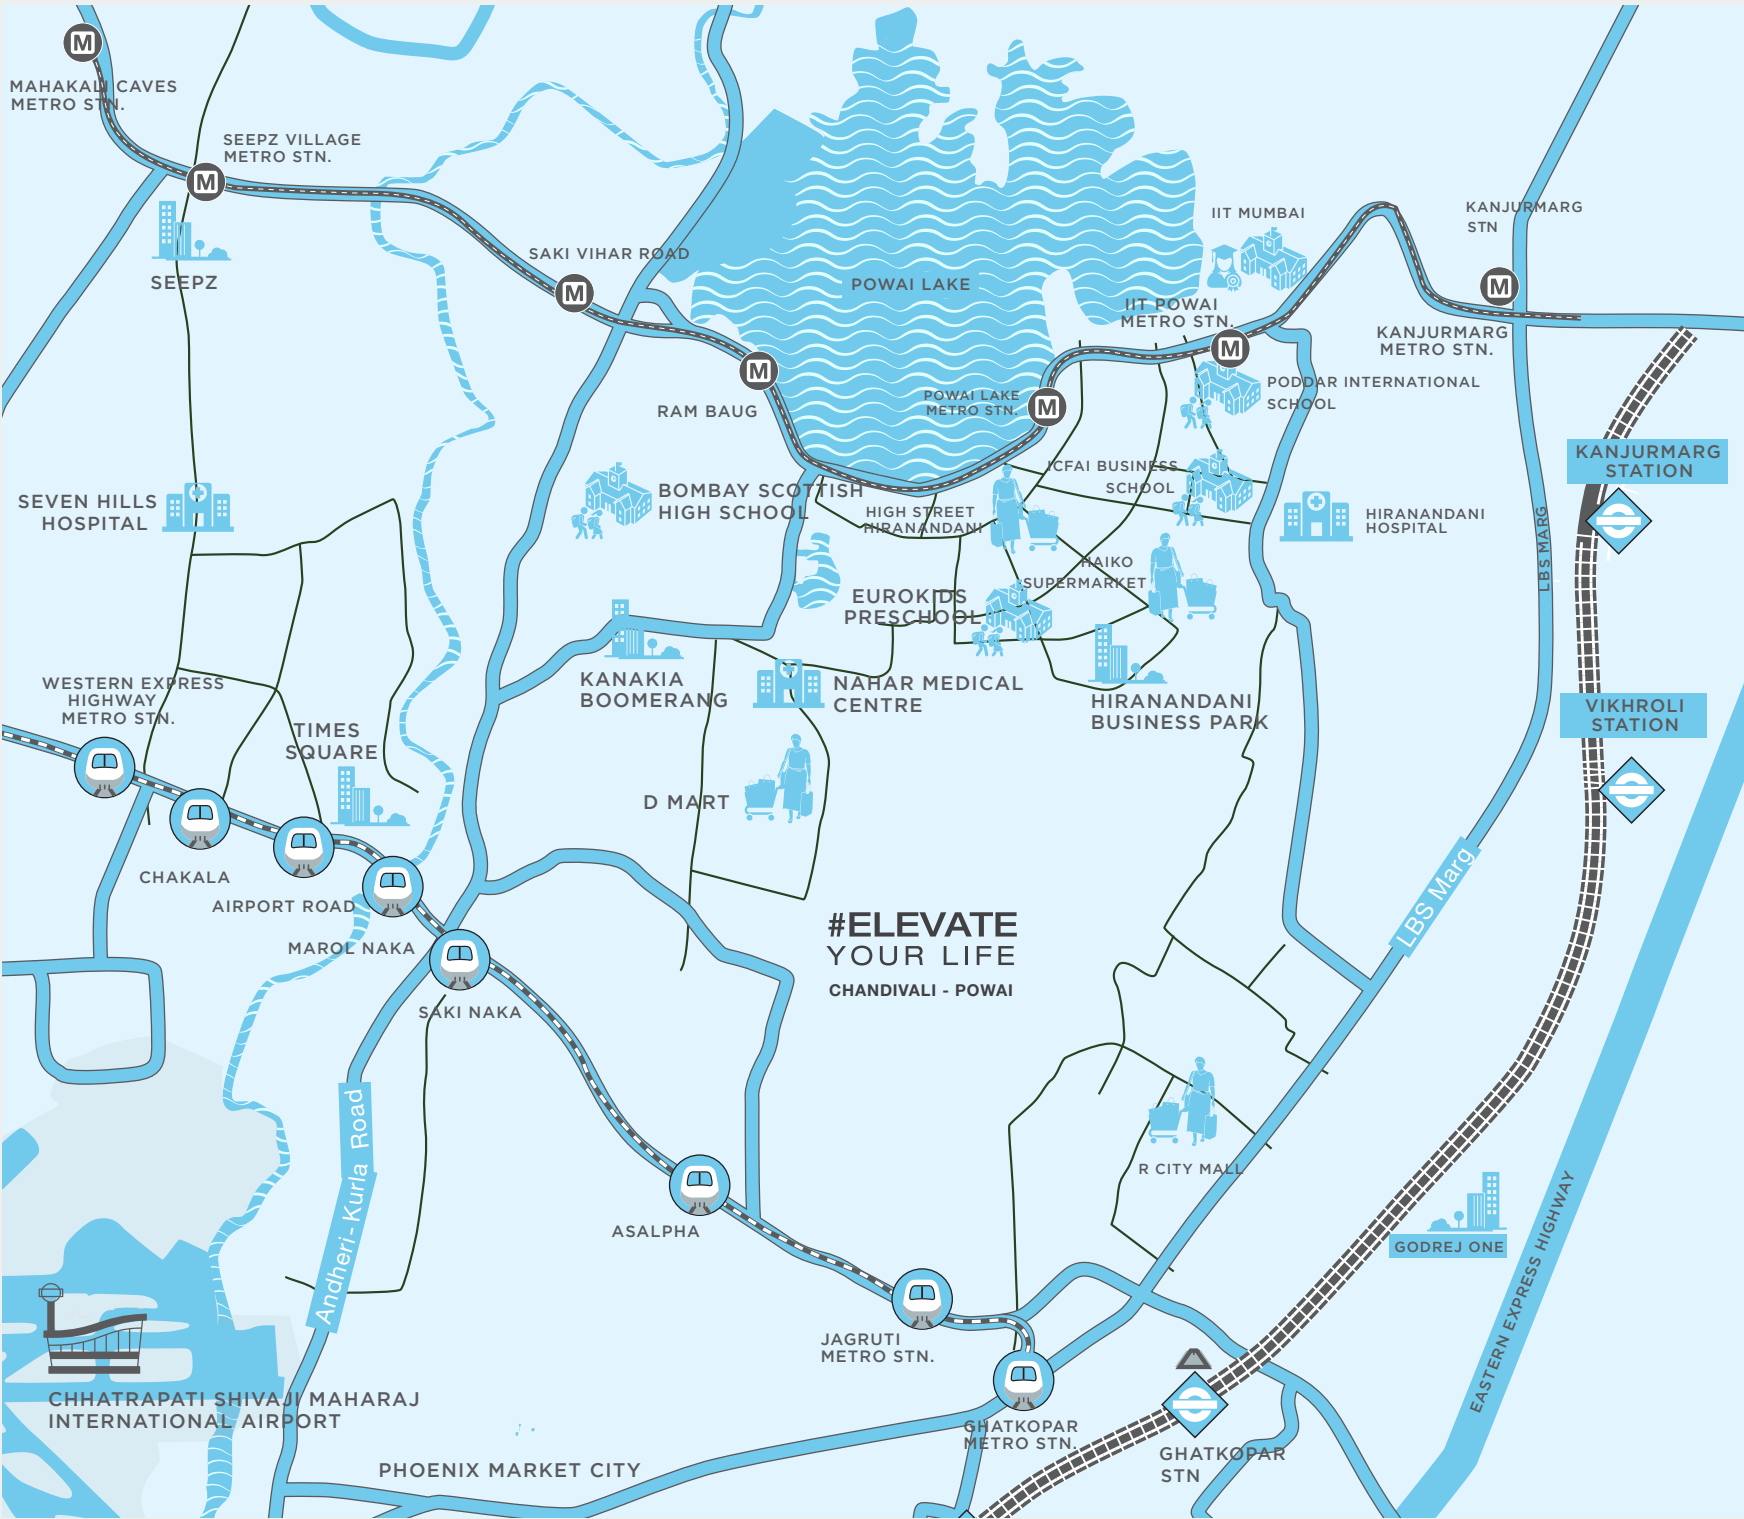 M
MAHAKALI CAVES
METRO STN.
SEEPZ VILLAGE
METRO STN.
M
SEEPZ
SAKI VIHAR ROAD
M
POWAI LAKE
IIT MUMBAI
KANJURMARG
STN
M
IIT POWAI
METRO STN.
M
KANJURMARG
METRO STN.
M
RAM BAUG
POWAI LAKE
METRO STN.
M
PODDAR INTERNATIONAL
SCHOOL
KANJURMARG
STATION
SEVEN HILLS
HOSPITAL
BOMBAY SCOTTISH
HIGH SCHOOL
ICFAI BUSINESS
SCHOOL
HIGH STREET
HIRANANDANI
HIRANANDANI
HOSPITAL
LBS MARG
HAIKO
SUPERMARKET
EUROKIDS
PRESCHOOL
WESTERN EXPRESS
HIGHWAY
METRO STN.
KANAKIA
BOOMERANG
NAHAR MEDICAL
CENTRE
HIRANANDANI
BUSINESS PARK
VIKHROLI
STATION
TIMES
SQUARE
D MART
CHAKALA
AIRPORT ROAD
MAROL NAKA
LBS Marg
#ELEVATE
YOUR LIFE
CHANDIVALI - POWAI
SAKI NAKA
Andheri-Kurla Road
R CITY MALL
ASALPHA
GODREJ ONE
EASTERN EXPRESS HIGHWAY
JAGRUTI
METRO STN.
CHHATRAPATI SHIVAJI MAHARAJ
INTERNATIONAL AIRPORT
GHATKOPAR
METRO STN.
GHATKOPAR
STN
PHOENIX MARKET CITY